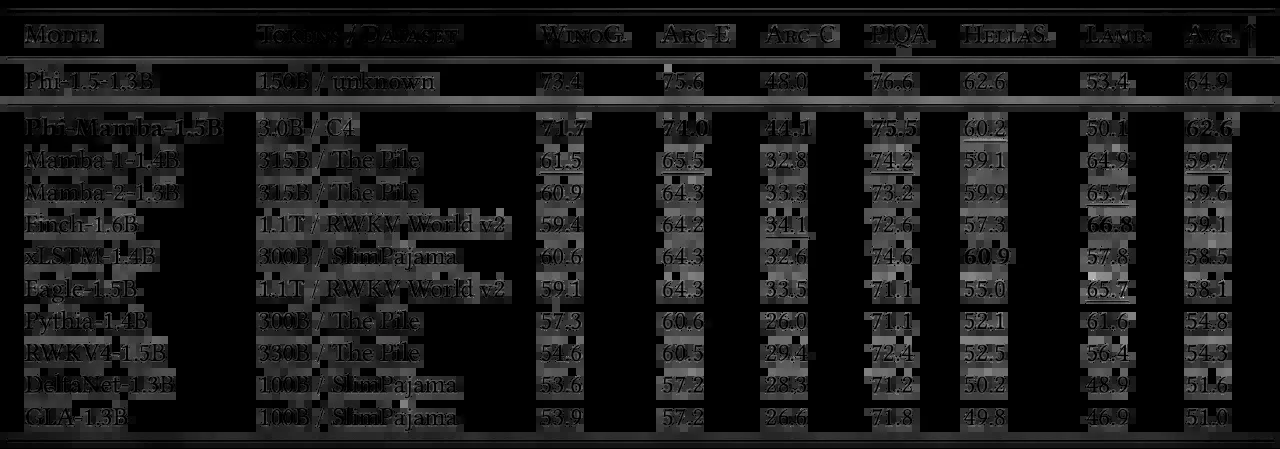 MODEL TOKENS / DATASET WINOG. ARC-E ARC-C PIQA HELLAS. LAMB. AVG. ↑
Phi-1.5-1.3B 150B / unknown 73.4 75.6 48.0 76.6 62.6 53.4 64.9
Phi-Mamba-1.5B 3.0B / C4 71.7 74.0 44.1 75.5 60.2 50.1 62.6
Mamba-1-1.4B 315B / The Pile 61.5 65.5 32.8 74.2 59.1 64.9 59.7
Mamba-2-1.3B 315B / The Pile 60.9 64.3 33.3 73.2 59.9 65.7 59.6
Finch-1.6B 1.1T / RWKV World v2 59.4 64.2 34.1 72.6 57.3 66.8 59.1
xLSTM-1.4B 300B / SlimPajama 60.6 64.3 32.6 74.6 60.9 57.8 58.5
Eagle-1.5B 1.1T / RWKV World v2 59.1 64.3 33.5 71.1 55.0 65.7 58.1
Pythia-1.4B 300B / The Pile 57.3 60.6 26.0 71.1 52.1 61.6 54.8
RWKV4-1.5B 330B / The Pile 54.6 60.5 29.4 72.4 52.5 56.4 54.3
DeltaNet-1.3B 100B / SlimPajama 53.6 57.2 28.3 71.2 50.2 48.9 51.6
GLA-1.3B 100B / SlimPajama 53.9 57.2 26.6 71.8 49.8 46.9 51.0